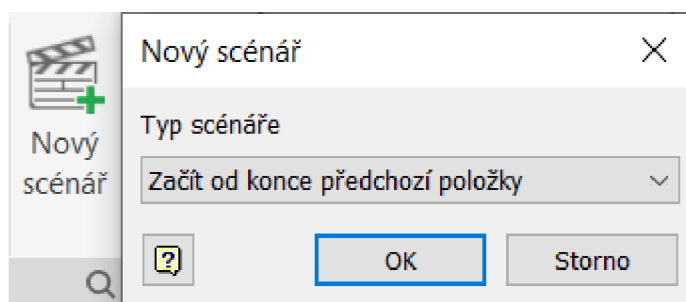 Nový
scénář
Nový scénář
Typ scénáře
Začít od konce předchozí položky
OK
Storno